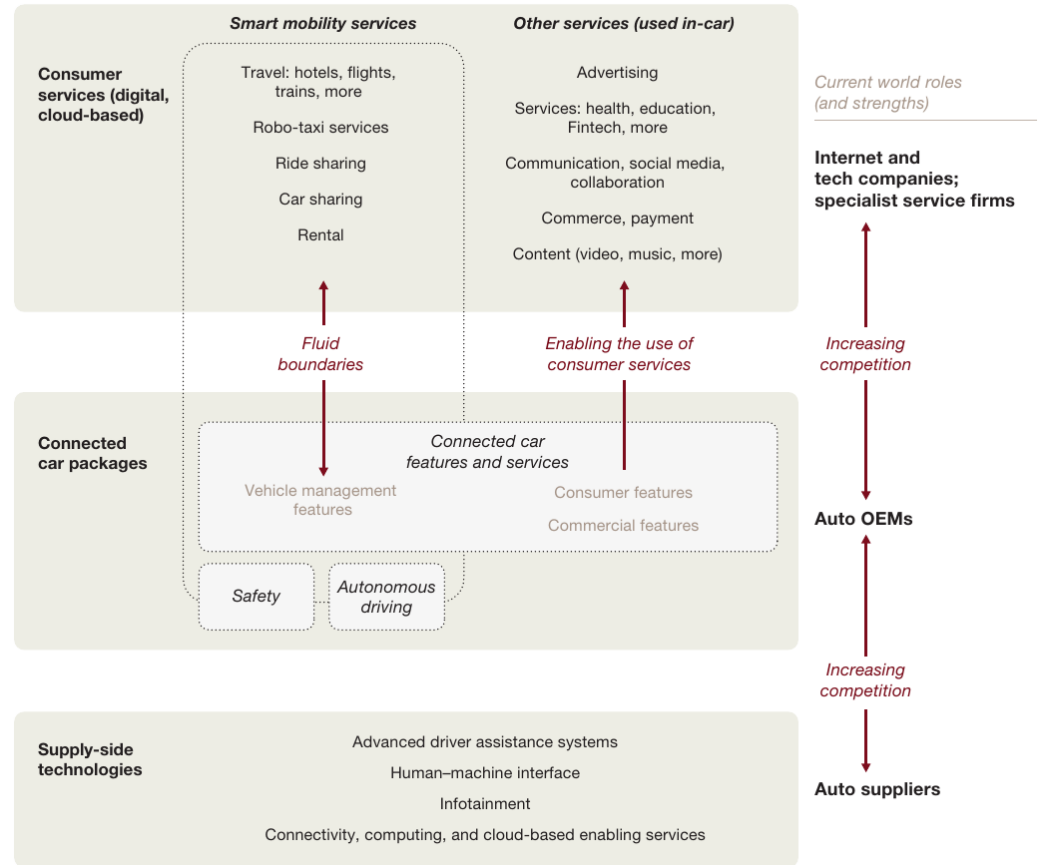 Smart mobility services
Other services (used in-car)
Consumer
services (digital,
cloud-based)
Travel: hotels, flights,
trains, more
Robo-taxi services
Ride sharing
Car sharing
Rental
Advertising
Services: health, education,
Fintech, more
Communication, social media,
collaboration
Commerce, payment
Content (video, music, more)
Current world roles
(and strengths)
Internet and
tech companies;
specialist service firms
Fluid
boundaries
Enabling the use of
consumer services
Increasing
competition
Connected
car packages
Connected car
features and services
Vehicle management
features
Consumer features
Commercial features
Auto OEMs
Safety
Autonomous
driving
Increasing
competition
Supply-side
technologies
Advanced driver assistance systems
Human–machine interface
Infotainment
Connectivity, computing, and cloud-based enabling services
Auto suppliers